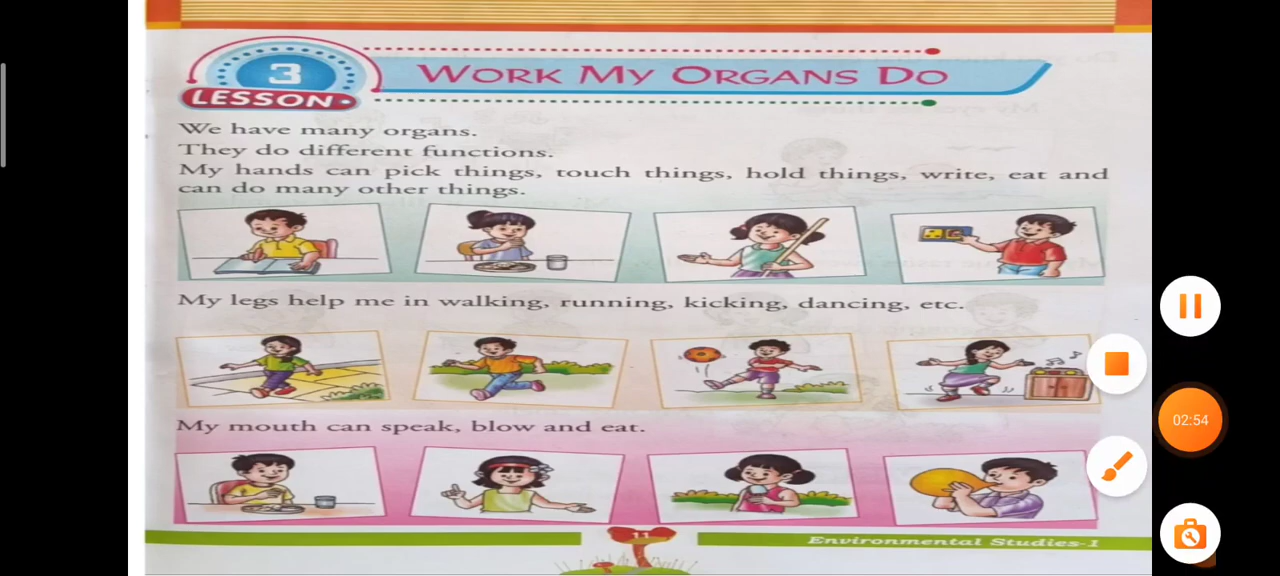 3
LESSON
WORK MY ORGANS DO
We have many organs.
They do different functions.
My hands can pick things, touch things, hold things, write, eat and
can do many other things.
My legs help me in walking, running, kicking, dancing, etc.
My mouth can speak, blow and eat.
11
Environmental Studies-1
02:54